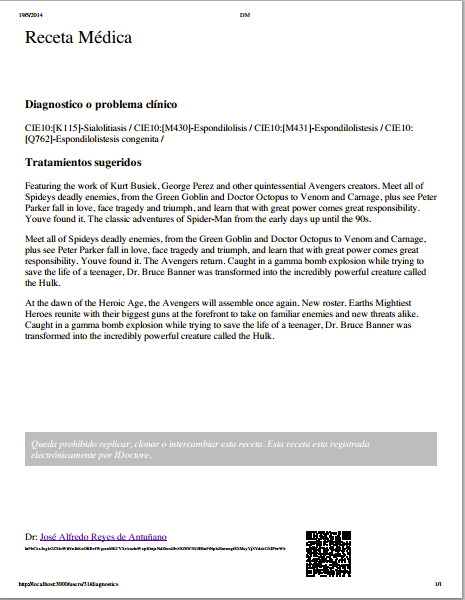 19/5/2014 DM
Receta Médica
Diagnostico o problema clínico
CIE10:[K115]-Sialolitiasis / CIE10:[M430]-Espondilolisis / CIE10:[M431]-Espondilolistesis / CIE10:
[Q762]-Espondilolistesis congenita /
Tratamientos sugeridos
Featuring the work of Kurt Busiek, George Perez and other quintessential Avengers creators. Meet all of
Spideys deadly enemies, from the Green Goblin and Doctor Octopus to Venom and Carnage, plus see Peter
Parker fall in love, face tragedy and triumph, and learn that with great power comes great responsibility.
Youve found it. The classic adventures of Spider-Man from the early days up until the 90s.
Meet all of Spideys deadly enemies, from the Green Goblin and Doctor Octopus to Venom and Carnage,
plus see Peter Parker fall in love, face tragedy and triumph, and learn that with great power comes great
responsibility. Youve found it. The Avengers return. Caught in a gamma bomb explosion while trying to
save the life of a teenager, Dr. Bruce Banner was transformed into the incredibly powerful creature called
the Hulk.
At the dawn of the Heroic Age, the Avengers will assemble once again. New roster. Earths Mightiest
Heroes reunite with their biggest guns at the forefront to take on familiar enemies and new threats alike.
Caught in a gamma bomb explosion while trying to save the life of a teenager, Dr. Bruce Banner was
transformed into the incredibly powerful creature called the Hulk.
Queda prohibido replicar, clonar o intercambiar esta receta. Esta receta esta registrada
electrónicamente por IDoctore.
Dr: José Alfredo Reyes de Antuñano
http://localhost:3000/users/31/diagnostics 1/1